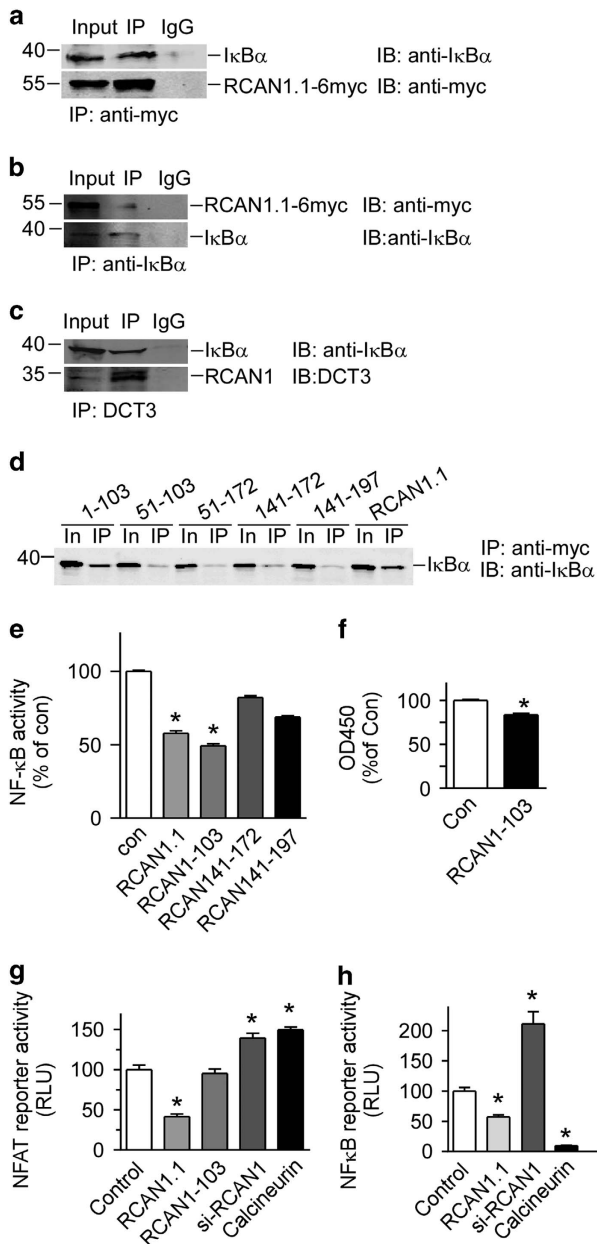 a
Input IP IgG
40
IκBα IB: anti-IκBα
55
RCAN1.1-6myc IB: anti-myc
IP: anti-myc
b
Input IP IgG
55
RCAN1.1-6myc IB: anti-myc
40
IκBα IB:anti-IκBα
IP: anti-IκBα
c
Input IP IgG
40
IκBα IB: anti-IκBα
35
RCAN1 IB:DCT3
IP: DCT3
d
1-103 51-103 51-172 141-172 141-197 RCAN1.1
In IP In IP In IP In IP In IP In IP
40
IκBα
IP: anti-myc
IB: anti-IκBα
e
NF-κB activity
(% of con)
100
50
0
* *
con
RCAN1.1
RCAN1-103
RCAN141-172
RCAN141-197
f
OD450
(%of Con)
100
75
50
25
0
*
Con
RCAN1-103
g
NFAT reporter activity
(RLU)
150
100
50
0
* * *
Control
RCAN1.1
RCAN1-103
si-RCAN1
Calcineurin
h
NFκB reporter activity
(RLU)
200
150
100
50
0
* * *
Control
RCAN1.1
si-RCAN1
Calcineurin